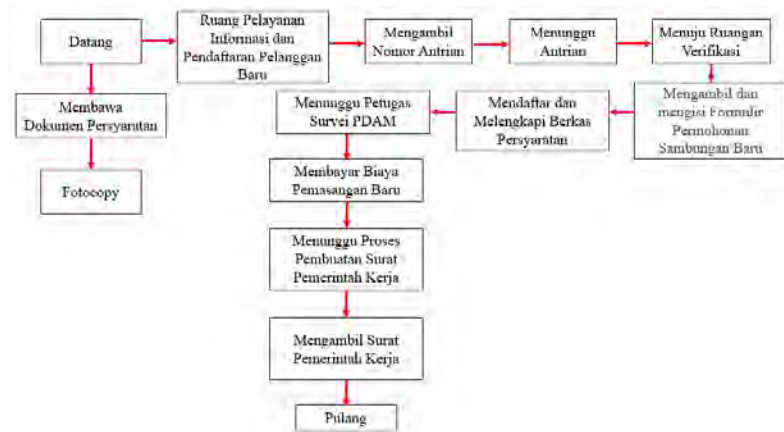 Datang
Ruang Pelayanan
Informasi dan
Pendaftaran Pelanggan
Baru
Mengambil
Nomor Antrian
Menunggu
Antrian
Menuju Ruangan
Verifikasi
Membawa
Dokumen Persyaratan
Fotocopy
Mengambil dan
mengisi Formulir
Permohonan
Sambungan Baru
Mendaftar dan
Melengkapi Berkas
Persyaratan
Menunggu Petugas
Survei PDAM
Membayar Biaya
Pemasangan Baru
Menunggu Proses
Pembuatan Surat
Pemerintah Kerja
Mengambil Surat
Pemerintah Kerja
Pulang